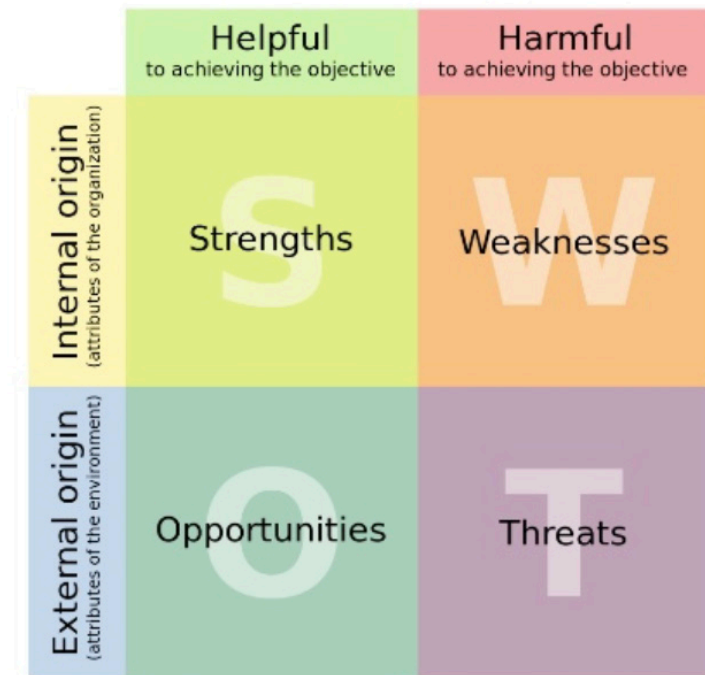 Helpful
to achieving the objective
Harmful
to achieving the objective
Internal origin
(attributes of the organization)
S
Strengths
W
Weaknesses
External origin
(attributes of the environment)
O
Opportunities
T
Threats